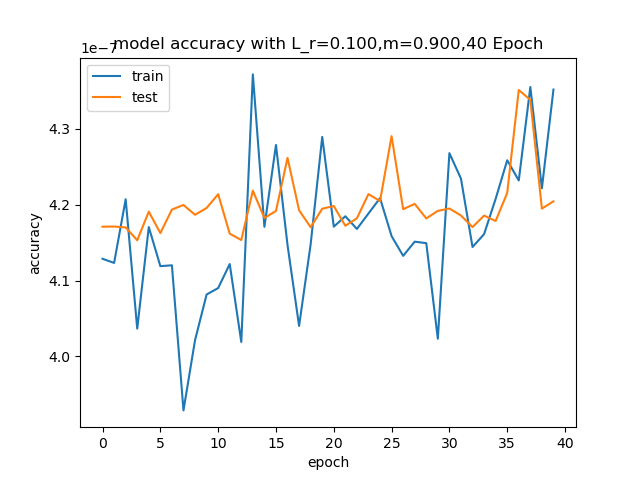 1e−7
model accuracy with L_r=0.100,m=0.900,40 Epoch
train
test
4.3
4.2
4.1
4.0
accuracy
0 5 10 15 20 25 30 35 40
epoch